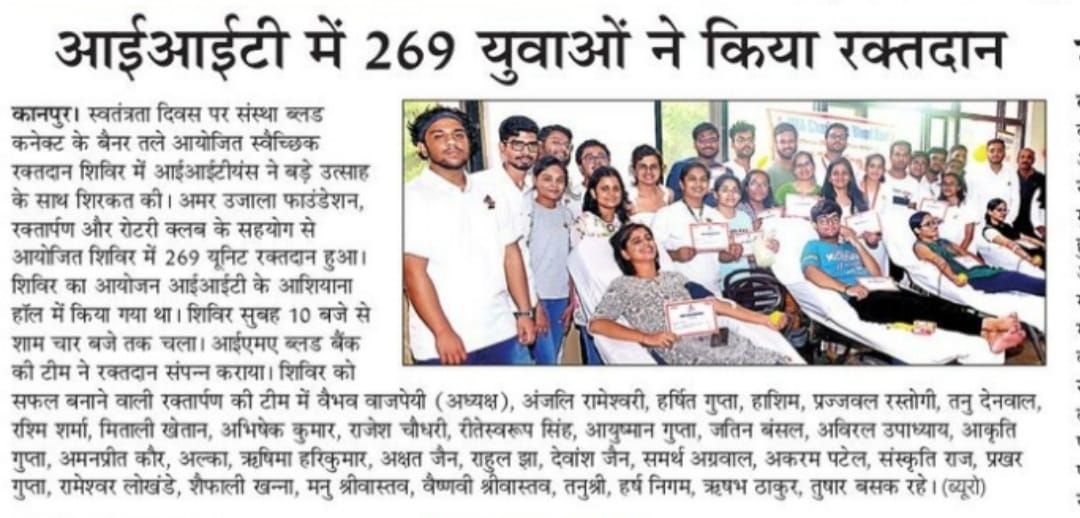 आईआईटी में 269 युवाओं ने किया रक्तदान
कानपुर। स्वतंत्रता दिवस पर संस्था ब्लड
कनेक्ट के बैनर तले आयोजित स्वैच्छिक
रक्तदान शिविर में आईआईटीयंस ने बड़े उत्साह
के साथ शिरकत की। अमर उजाला फाउंडेशन,
रक्तार्पण और रोटरी क्लब के सहयोग से
आयोजित शिविर में 269 यूनिट रक्तदान हुआ।
शिविर का आयोजन आईआईटी के आशियाना
हॉल में किया गया था। शिविर सुबह 10 बजे से
शाम चार बजे तक चला। आईएमए ब्लड बैंक
की टीम ने रक्तदान संपन्न कराया। शिविर को
सफल बनाने वाली रक्तार्पण की टीम में वैभव वाजपेयी (अध्यक्ष), अंजलि रामेश्वरी, हर्षित गुप्ता, हाशिम, प्रज्जवल रस्तोगी, तनु देनवाल,
रश्मि शर्मा, मिताली खेतान, अभिषेक कुमार, राजेश चौधरी, रीतेस्वरूप सिंह, आयुष्मान गुप्ता, जतिन बंसल, अविरल उपाध्याय, आकृति
गुप्ता, अमनप्रीत कौर, अल्का, ऋषिमा हरिकुमार, अक्षत जैन, राहुल झा, देवांश जैन, समर्थ अग्रवाल, अकरम पटेल, संस्कृति राज, प्रखर
गुप्ता, रामेश्वर लोखंडे, शैफाली खन्ना, मनु श्रीवास्तव, वैष्णवी श्रीवास्तव, तनुश्री, हर्ष निगम, ऋषभ ठाकुर, तुषार बसक रहे। (ब्यूरो)